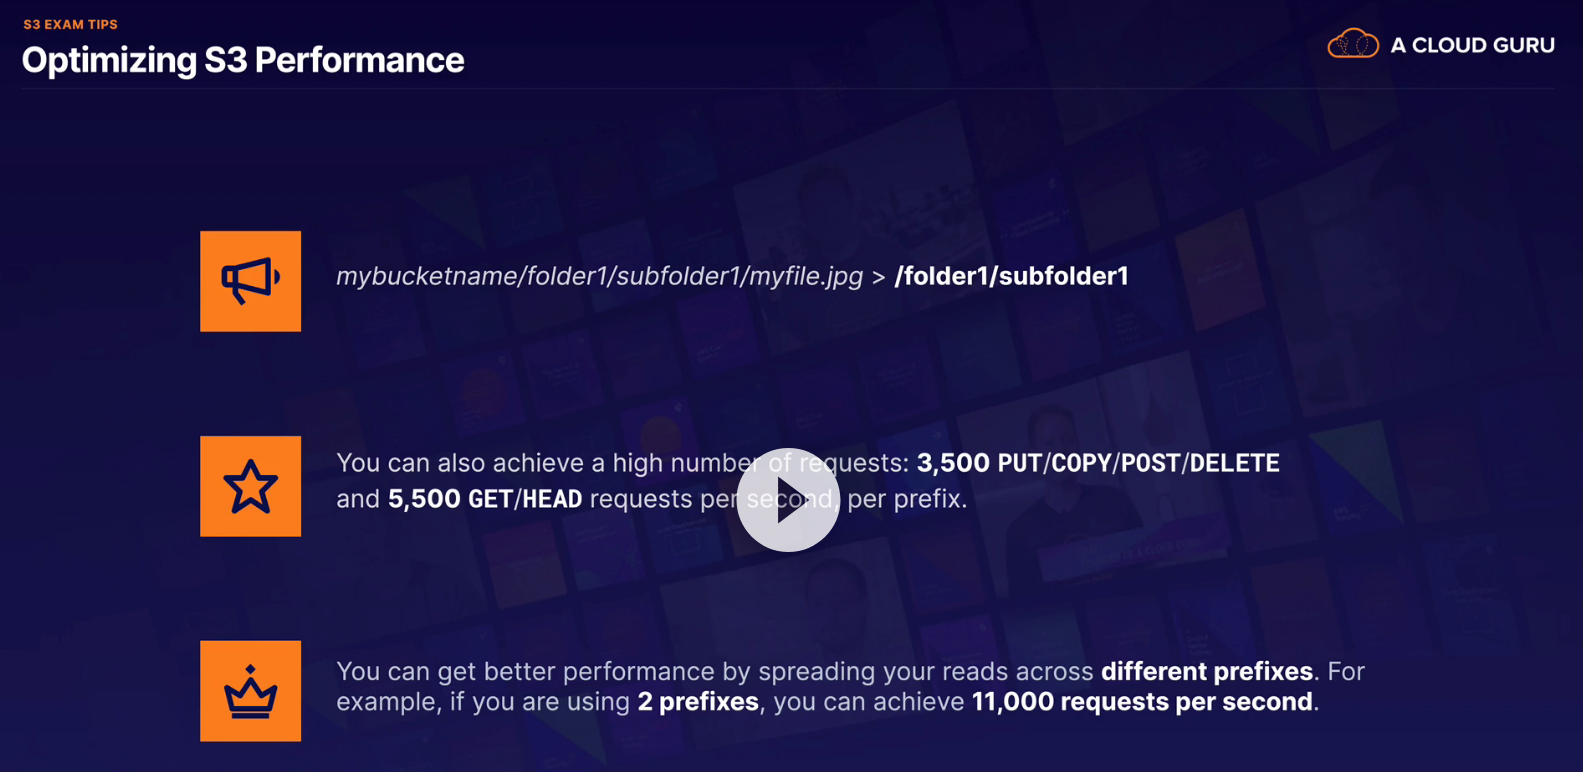 S3 EXAM TIPS
Optimizing S3 Performance
A CLOUD GURU
mybucketname/folder1/subfolder1/myfile.jpg > /folder1/subfolder1
You can also achieve a high number of requests: 3,500 PUT/COPY/POST/DELETE
and 5,500 GET/HEAD requests per second, per prefix.
You can get better performance by spreading your reads across different prefixes. For
example, if you are using 2 prefixes, you can achieve 11,000 requests per second.